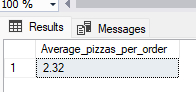 100 %
Results Messages
Average_pizzas_per_order
1 2.32